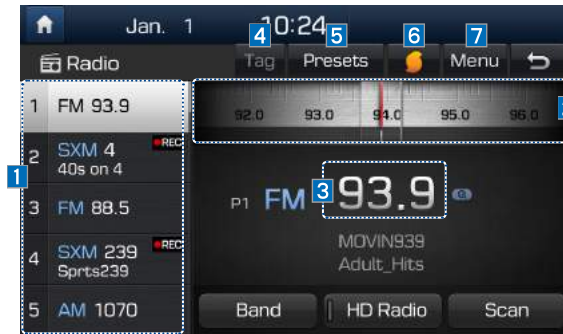 Jan. 1 10:24
4 5 6 7
Radio Tag Presets Menu
1 FM 93.9
92.0 93.0 94.0 95.0 96.0
2 SXM 4 REC
40s on 4
1
3 FM 88.5
P1 FM 3 93.9
MOVIN939
Adult_Hits
4 SXM 239 REC
Sprts239
5 AM 1070
Band HD Radio Scan